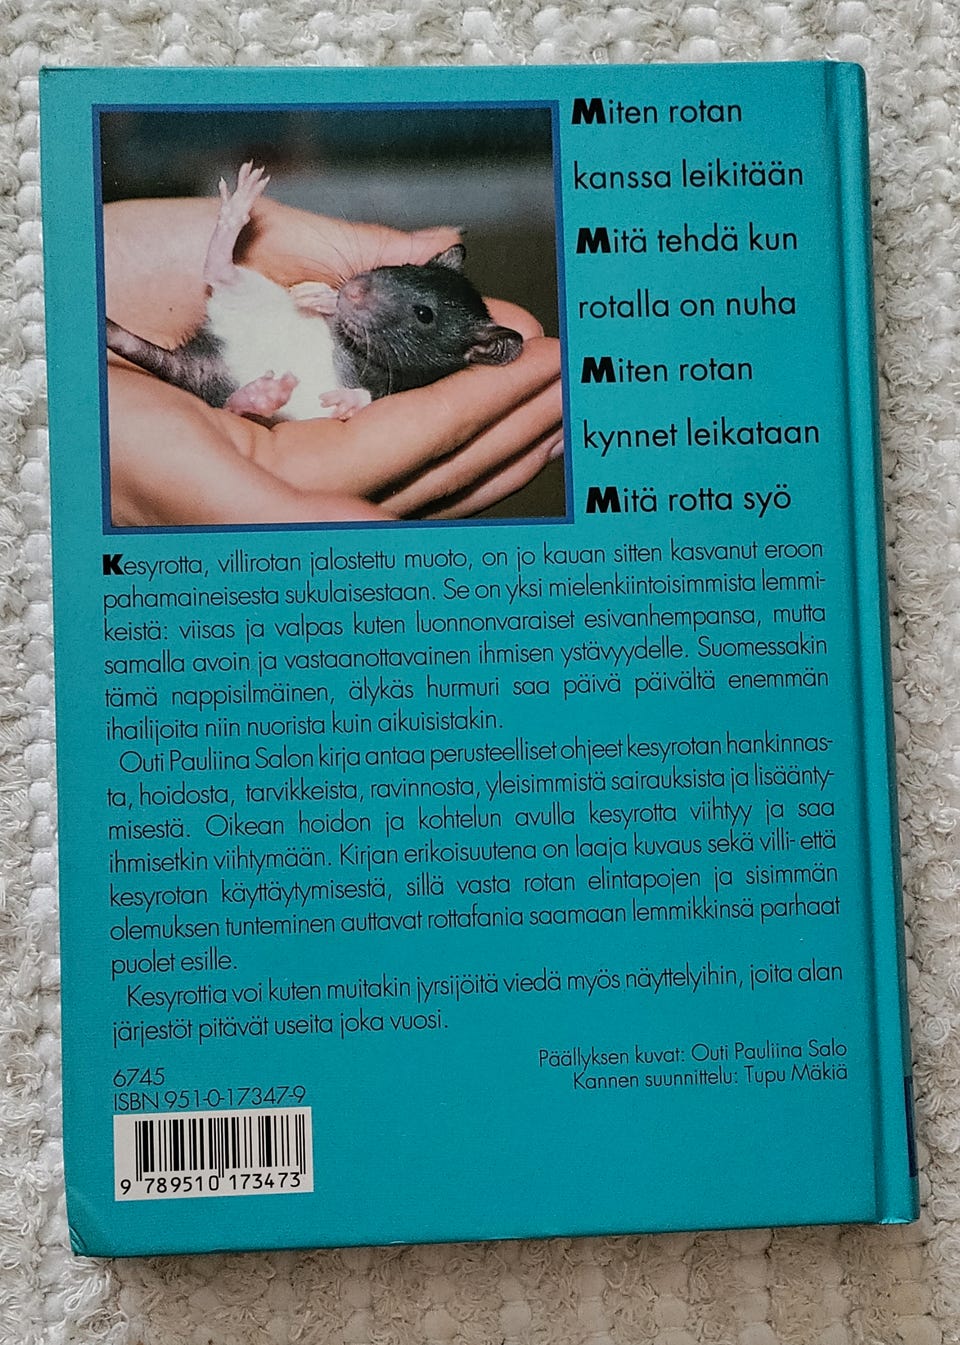 Miten rotan
kanssa leikitään
Mitä tehdä kun
rotalla on nuha
Miten rotan
kynnet leikataan
Mitä rotta syö
Kesyrotta, villirotan jalostettu muoto, on jo kauan sitten kasvanut eroon
pahamaineisesta sukulaisestaan. Se on yksi mielenkiintoisimmista lemmi-
keistä: viisas ja valpas kuten luonnonvaraiset esivanhempansa, mutta
samalla avoin ja vastaanottavainen ihmisen ystävyydelle. Suomessakin
tämä nappisilmäinen, älykäs hurmuri saa päivä päivältä enemmän
ihailijoita niin nuorista kuin aikuisistakin.
Outi Pauliina Salon kirja antaa perusteelliset ohjeet kesyrotan hankinnas-
ta, hoidosta, tarvikkeista, ravinnosta, yleisimmistä sairauksista ja lisäänty-
misestä. Oikean hoidon ja kohtelun avulla kesyrotta viihtyy ja saa
ihmisetkin viihtymään. Kirjan erikoisuutena on laaja kuvaus sekä villi- että
kesyrotan käyttäytymisestä, sillä vasta rotan elintapojen ja sisimmän
olemuksen tunteminen auttavat rottafania saamaan lemmikkinsä parhaat
puolet esille.
Kesyrottia voi kuten muitakin jyrsijöitä viedä myös näyttelyihin, joita alan
järjestöt pitävät useita joka vuosi.
Päällyksen kuvat: Outi Pauliina Salo
Kannen suunnittelu: Tupu Mäkiä
6745
ISBN 951-0-17347-9
9 789510 173473